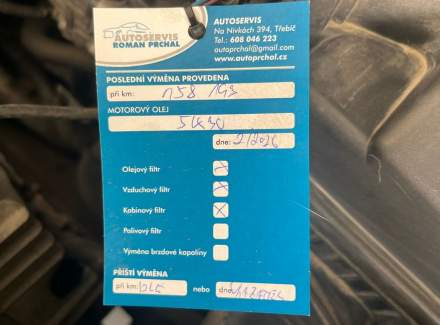 AUTOSERVIS
ROMAN PRCHAL
AUTOSERVIS
Na Nivkách 394, Třebíč
Tel.: 608 046 223
autoprchal@gmail.com
www.autoprchal.cz
POSLEDNÍ VÝMĚNA PROVEDENA
při km:
MOTOROVÝ OLEJ
5W30
dne:
Olejový filtr
Vzduchový filtr
Kabinový filtr
Palivový filtr
Výměna brzdové kapaliny
PŘÍŠTÍ VÝMĚNA
při km: nebo dne: